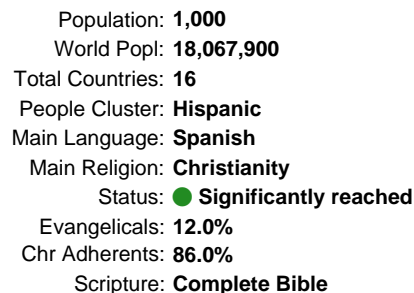 Population: 1,000
World Popl: 18,067,900
Total Countries: 16
People Cluster: Hispanic
Main Language: Spanish
Main Religion: Christianity
Status: Significantly reached
Evangelicals: 12.0%
Chr Adherents: 86.0%
Scripture: Complete Bible